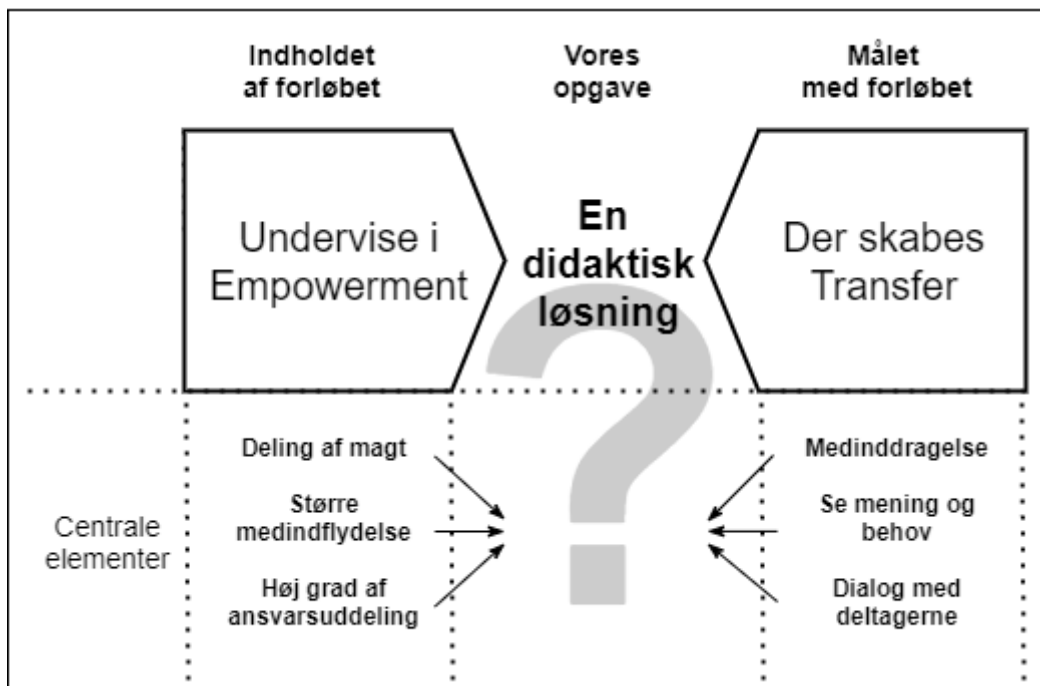 Indholdet
af forløbet
Vores
opgave
Målet
med forløbet
Undervise i
Empowerment
En
didaktisk
løsning
Der skabes
Transfer
?
Centrale
elementer
Deling af magt
Større
medindflydelse
Høj grad af
ansvarsuddeling
Medinddragelse
Se mening og
behov
Dialog med
deltagerne